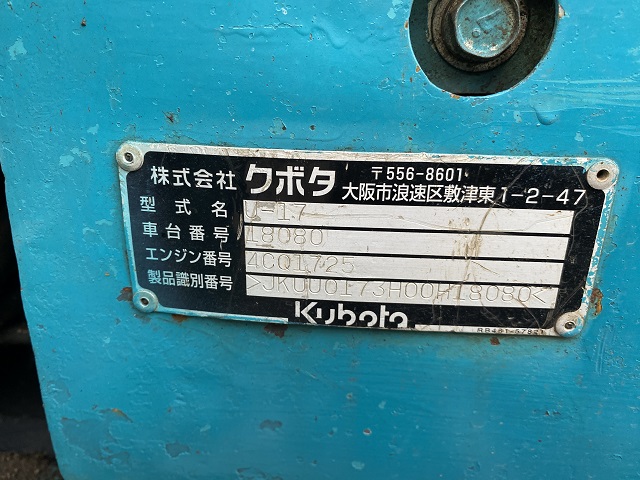 株式会社 クボタ 〒556-8601
大阪市浪速区敷津東1-2-47
型式名 U-17
車台番号 18080
エンジン番号 4CQ1725
製品識別番号 >JKUU0173H00H18080<
Kubota